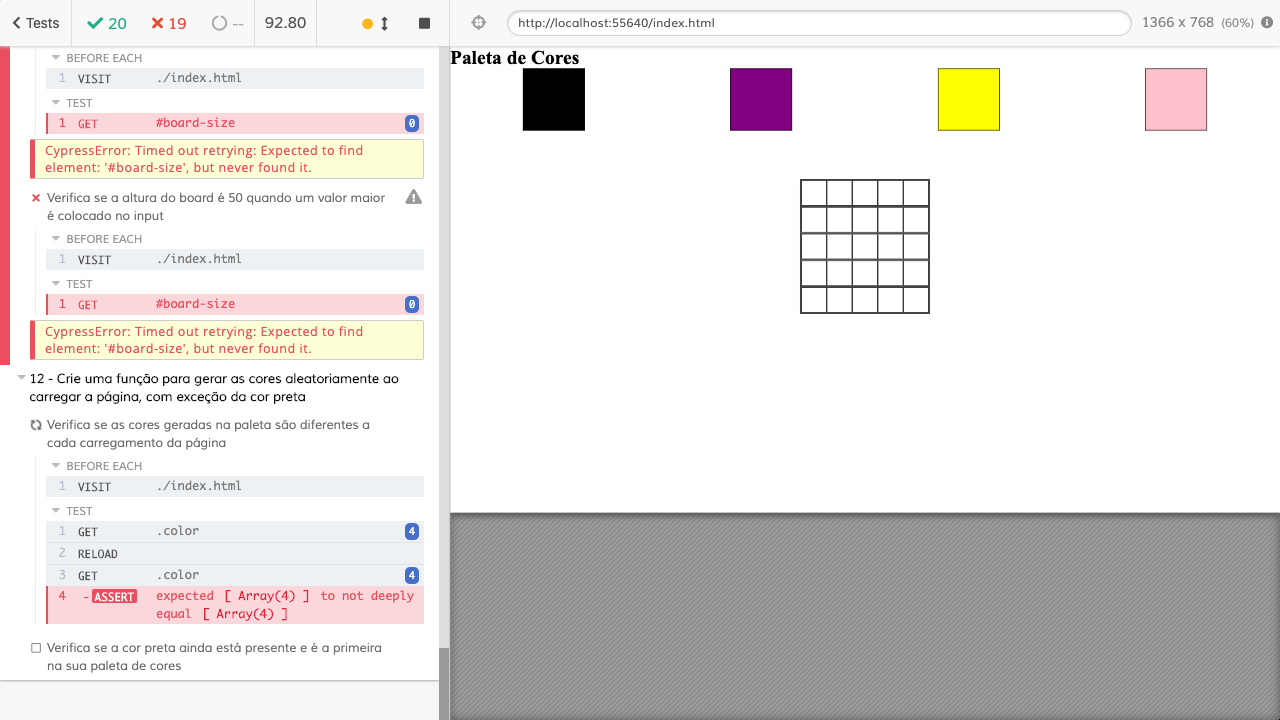 Tests
20
19
--
92.80
http://localhost:55640/index.html
1366 x 768 (60%)
BEFORE EACH
1 VISIT ./index.html
TEST
1 GET #board-size 0
CypressError: Timed out retrying: Expected to find
element: '#board-size', but never found it.
Verifica se a altura do board é 50 quando um valor maior
é colocado no input
BEFORE EACH
1 VISIT ./index.html
TEST
1 GET #board-size 0
CypressError: Timed out retrying: Expected to find
element: '#board-size', but never found it.
12 - Crie uma função para gerar as cores aleatoriamente ao
carregar a página, com exceção da cor preta
Verifica se as cores geradas na paleta são diferentes a
cada carregamento da página
BEFORE EACH
1 VISIT ./index.html
TEST
1 GET .color 4
2 RELOAD
3 GET .color 4
4 -ASSERT expected [ Array(4) ] to not deeply
equal [ Array(4) ]
Verifica se a cor preta ainda está presente e é a primeira
na sua paleta de cores
Paleta de Cores